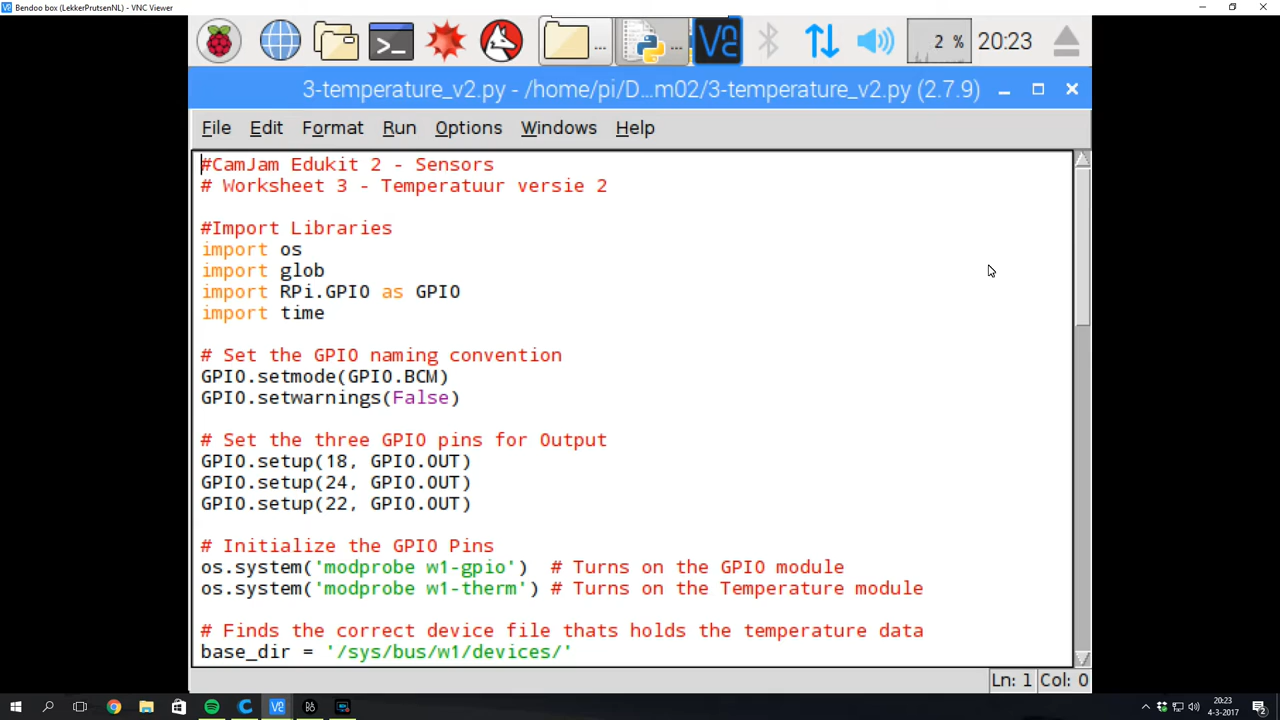 Bendoo box (LekkerPrutsenNL) - VNC Viewer
... ... 2 % 20:23
3-temperature_v2.py - /home/pi/D...m02/3-temperature_v2.py (2.7.9)
File Edit Format Run Options Windows Help
#CamJam Edukit 2 - Sensors
# Worksheet 3 - Temperatuur versie 2
#Import Libraries
import os
import glob
import RPi.GPIO as GPIO
import time
# Set the GPIO naming convention
GPIO.setmode(GPIO.BCM)
GPIO.setwarnings(False)
# Set the three GPIO pins for Output
GPIO.setup(18, GPIO.OUT)
GPIO.setup(24, GPIO.OUT)
GPIO.setup(22, GPIO.OUT)
# Initialize the GPIO Pins
os.system('modprobe w1-gpio')  # Turns on the GPIO module
os.system('modprobe w1-therm') # Turns on the Temperature module
# Finds the correct device file thats holds the temperature data
base_dir = '/sys/bus/w1/devices/'
Ln: 1 Col: 0
20:23
4-3-2017
2